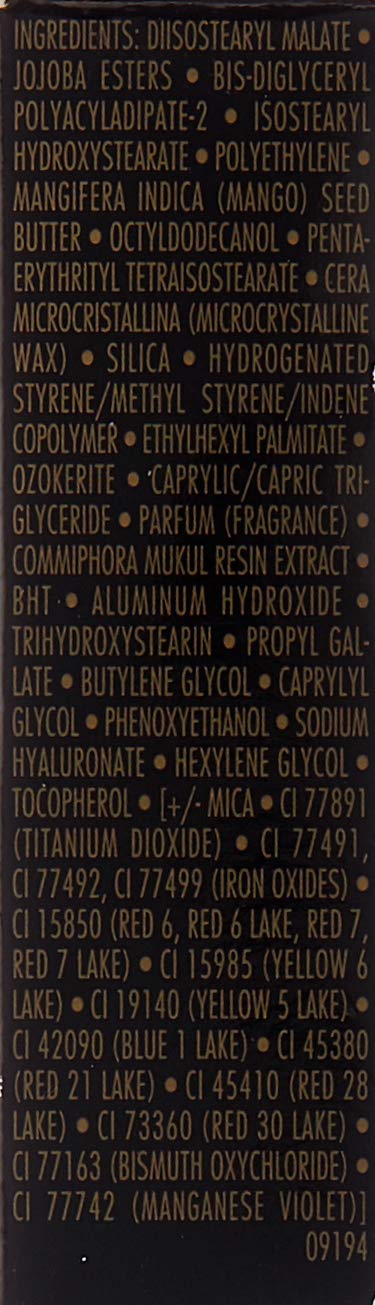 INGREDIENTS: DIISOSTEARYL MALATE •
JOJOBA ESTERS • BIS-DIGLYCERYL
POLYACYLADIPATE-2 • ISOSTEARYL
HYDROXYSTEARATE • POLYETHYLENE •
MANGIFERA INDICA (MANGO) SEED
BUTTER • OCTYLDODECANOL • PENTA-
ERYTHRITYL TETRAISOSTEARATE • CERA
MICROCRISTALLINA (MICROCRYSTALLINE
WAX) • SILICA • HYDROGENATED
STYRENE/METHYL STYRENE/INDENE
COPOLYMER • ETHYLHEXYL PALMITATE •
OZOKERITE • CAPRYLIC/CAPRIC TRI-
GLYCERIDE • PARFUM (FRAGRANCE) •
COMMIPHORA MUKUL RESIN EXTRACT •
BHT • ALUMINUM HYDROXIDE •
TRIHYDROXYSTEARIN • PROPYL GAL-
LATE • BUTYLENE GLYCOL • CAPRYLYL
GLYCOL • PHENOXYETHANOL • SODIUM
HYALURONATE • HEXYLENE GLYCOL •
TOCOPHEROL • [+/- MICA • CI 77891
(TITANIUM DIOXIDE) • CI 77491,
CI 77492, CI 77499 (IRON OXIDES) •
CI 15850 (RED 6, RED 6 LAKE, RED 7,
RED 7 LAKE) • CI 15985 (YELLOW 6
LAKE) • CI 19140 (YELLOW 5 LAKE) •
CI 42090 (BLUE 1 LAKE) • CI 45380
(RED 21 LAKE) • CI 45410 (RED 28
LAKE) • CI 73360 (RED 30 LAKE) •
CI 77163 (BISMUTH OXYCHLORIDE) •
CI 77742 (MANGANESE VIOLET)]
09194